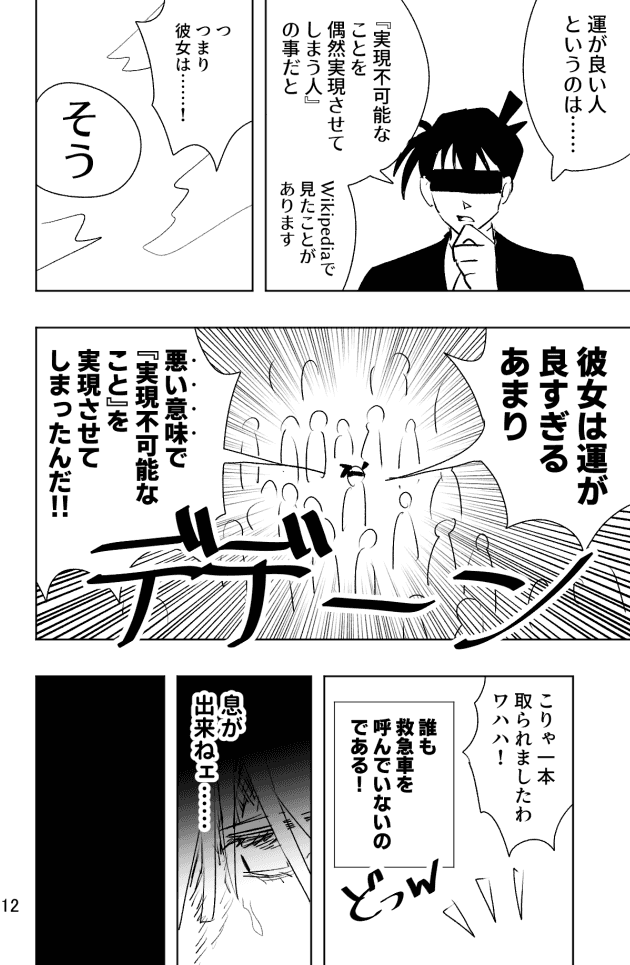 運が良い人
というのは……
『実現不可能な
ことを
偶然実現させて
しまう人』
の事だと
Wikipediaで
見たことが
あります
つ
つまり
彼女は……!
そう
彼女は運が
良すぎる
あまり
悪い意味で
『実現不可能な
こと』を
実現させて
しまったんだ!!
デデーン
こりゃ一本
取られましたわ
ワハハ!
誰も
救急車を
呼んでいないの
である!
どっw
息が
出来ねェ……
12